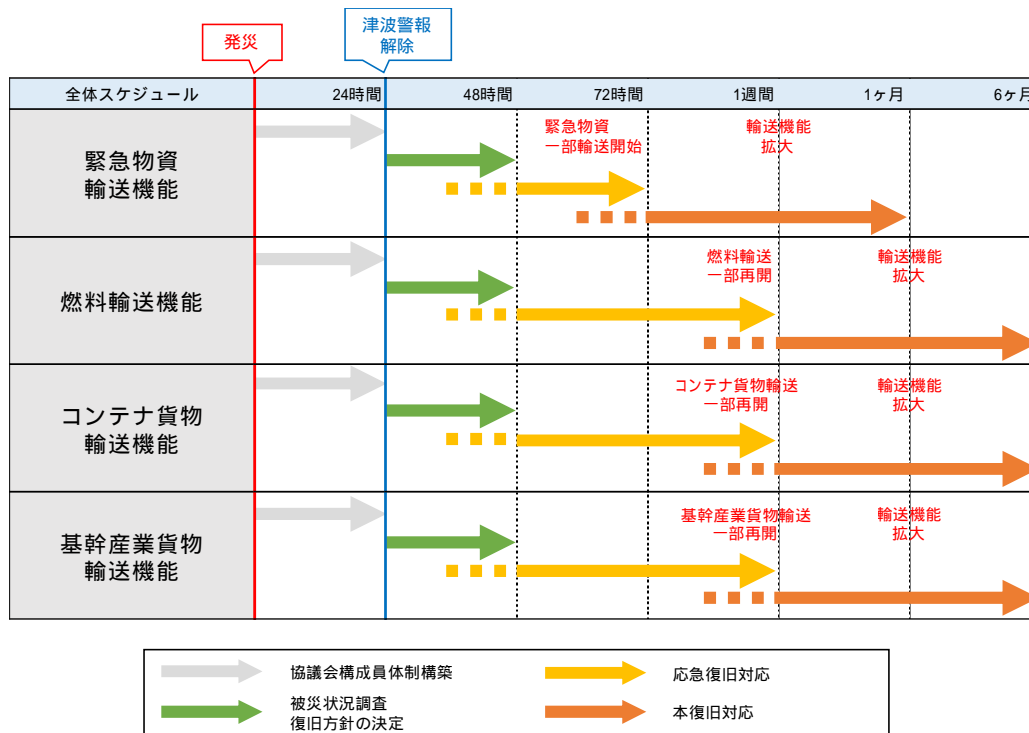 発災
津波警報
解除
全体スケジュール
24時間
48時間
72時間
1週間
1ヶ月
6ヶ月
緊急物資
輸送機能
緊急物資
一部輸送開始
輸送機能
拡大
燃料輸送機能
燃料輸送
一部再開
輸送機能
拡大
コンテナ貨物
輸送機能
コンテナ貨物輸送
一部再開
輸送機能
拡大
基幹産業貨物
輸送機能
基幹産業貨物輸送
一部再開
輸送機能
拡大
協議会構成員体制構築
応急復旧対応
被災状況調査
復旧方針の決定
本復旧対応